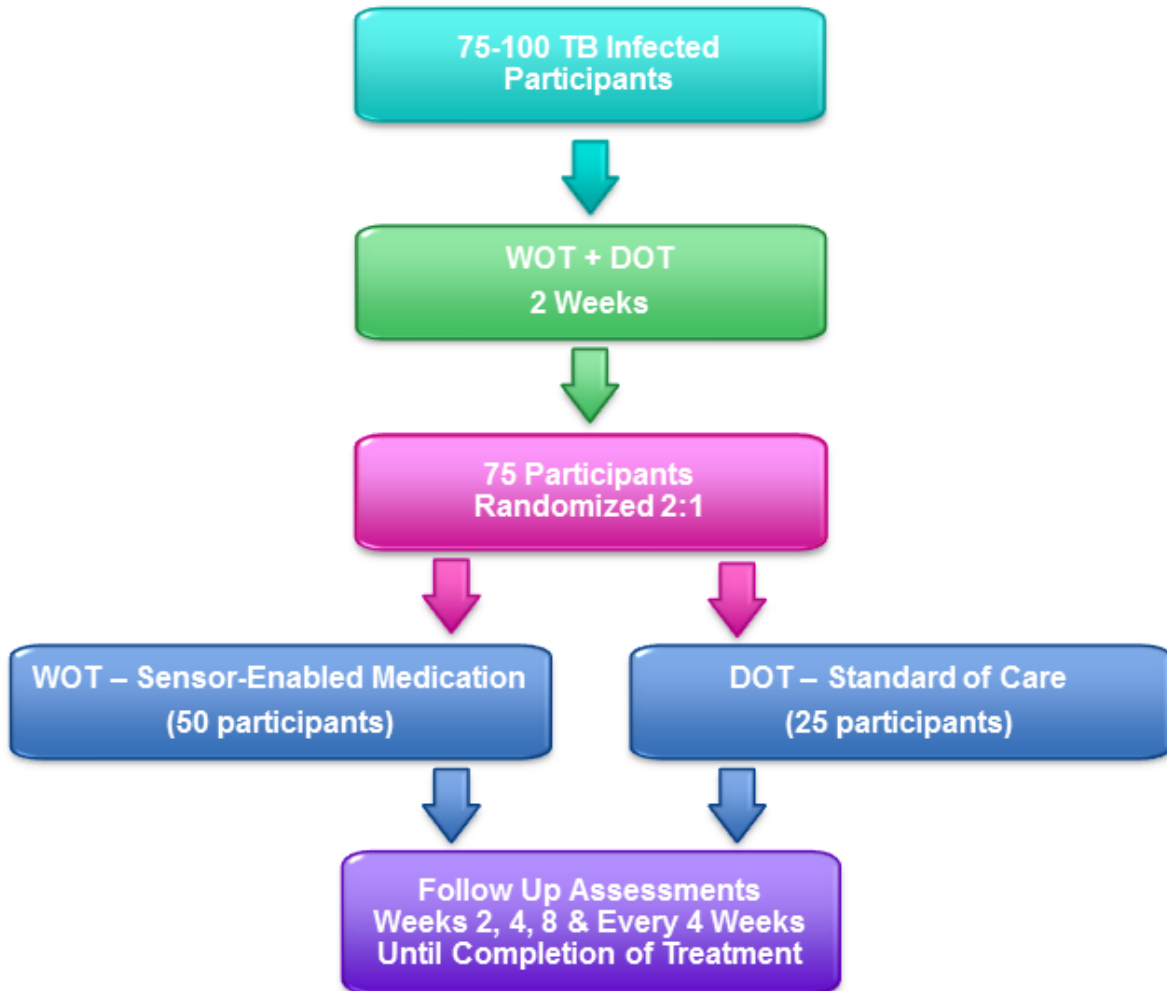 75-100 TB Infected
Participants
WOT + DOT
2 Weeks
75 Participants
Randomized 2:1
WOT – Sensor-Enabled Medication
(50 participants)
DOT – Standard of Care
(25 participants)
Follow Up Assessments
Weeks 2, 4, 8 & Every 4 Weeks
Until Completion of Treatment